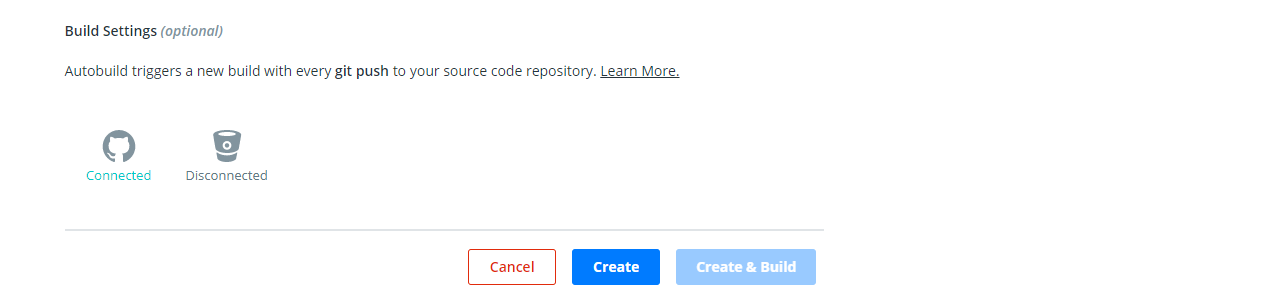 Build Settings (optional)
Autobuild triggers a new build with every git push to your source code repository. Learn More.
Connected Disconnected
Cancel Create Create & Build